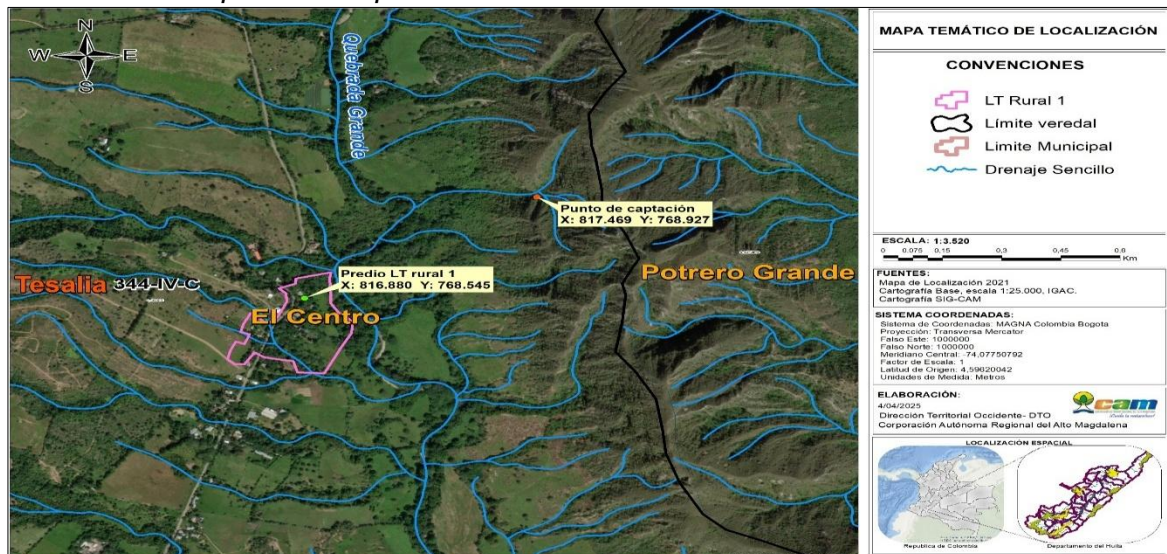 N
W E
S
Quebrada Grande
Punto de captación
X: 817.469 Y: 768.927
Predio LT rural 1
X: 816.880 Y: 768.545
Tesalia 344-IV-C
El Centro
Potrero Grande
MAPA TEMÁTICO DE LOCALIZACIÓN
CONVENCIONES
LT Rural 1
Límite veredal
Limite Municipal
Drenaje Sencillo
ESCALA: 1:3.520
0 0,075 0,15 0,3 0,45 0,6
Km
FUENTES:
Mapa de Localización 2021
Cartografía Base, escala 1:25.000, IGAC.
Cartografía SIG-CAM
SISTEMA COORDENADAS:
Sistema de Coordenadas: MAGNA Colombia Bogota
Proyección: Transversa Mercator
Falso Este: 1000000
Falso Norte: 1000000
Meridiano Central: -74,07750792
Factor de Escala: 1
Latitud de Origen: 4,59620042
Unidades de Medida: Metros
ELABORACIÓN:
4/04/2025
Dirección Territorial Occidente- DTO
Corporación Autónoma Regional del Alto Magdalena
cam
LOCALIZACIÓN ESPACIAL
Republica de Colombia
Departamento del Huila